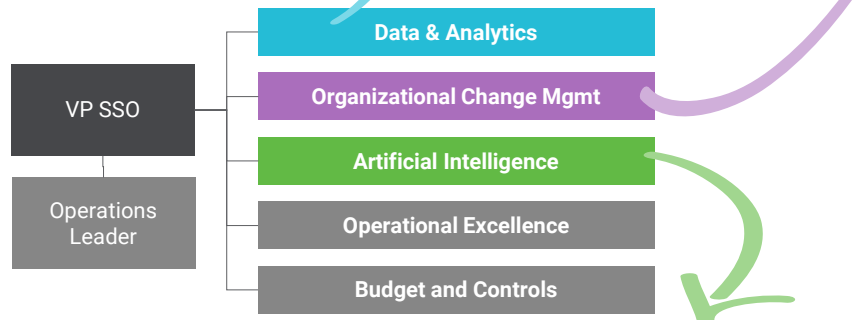 VP SSO
Operations
Leader
Data & Analytics
Organizational Change Mgmt
Artificial Intelligence
Operational Excellence
Budget and Controls